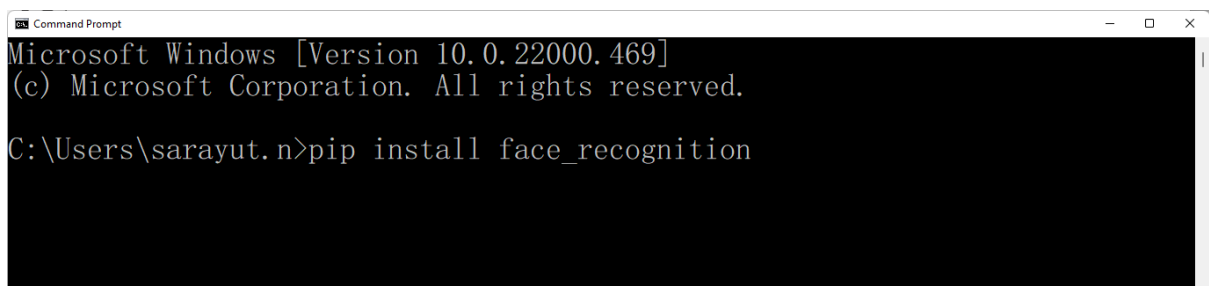 Command Prompt
Microsoft Windows [Version 10.0.22000.469]
(c) Microsoft Corporation. All rights reserved.
C:\Users\sarayut.n>pip install face_recognition